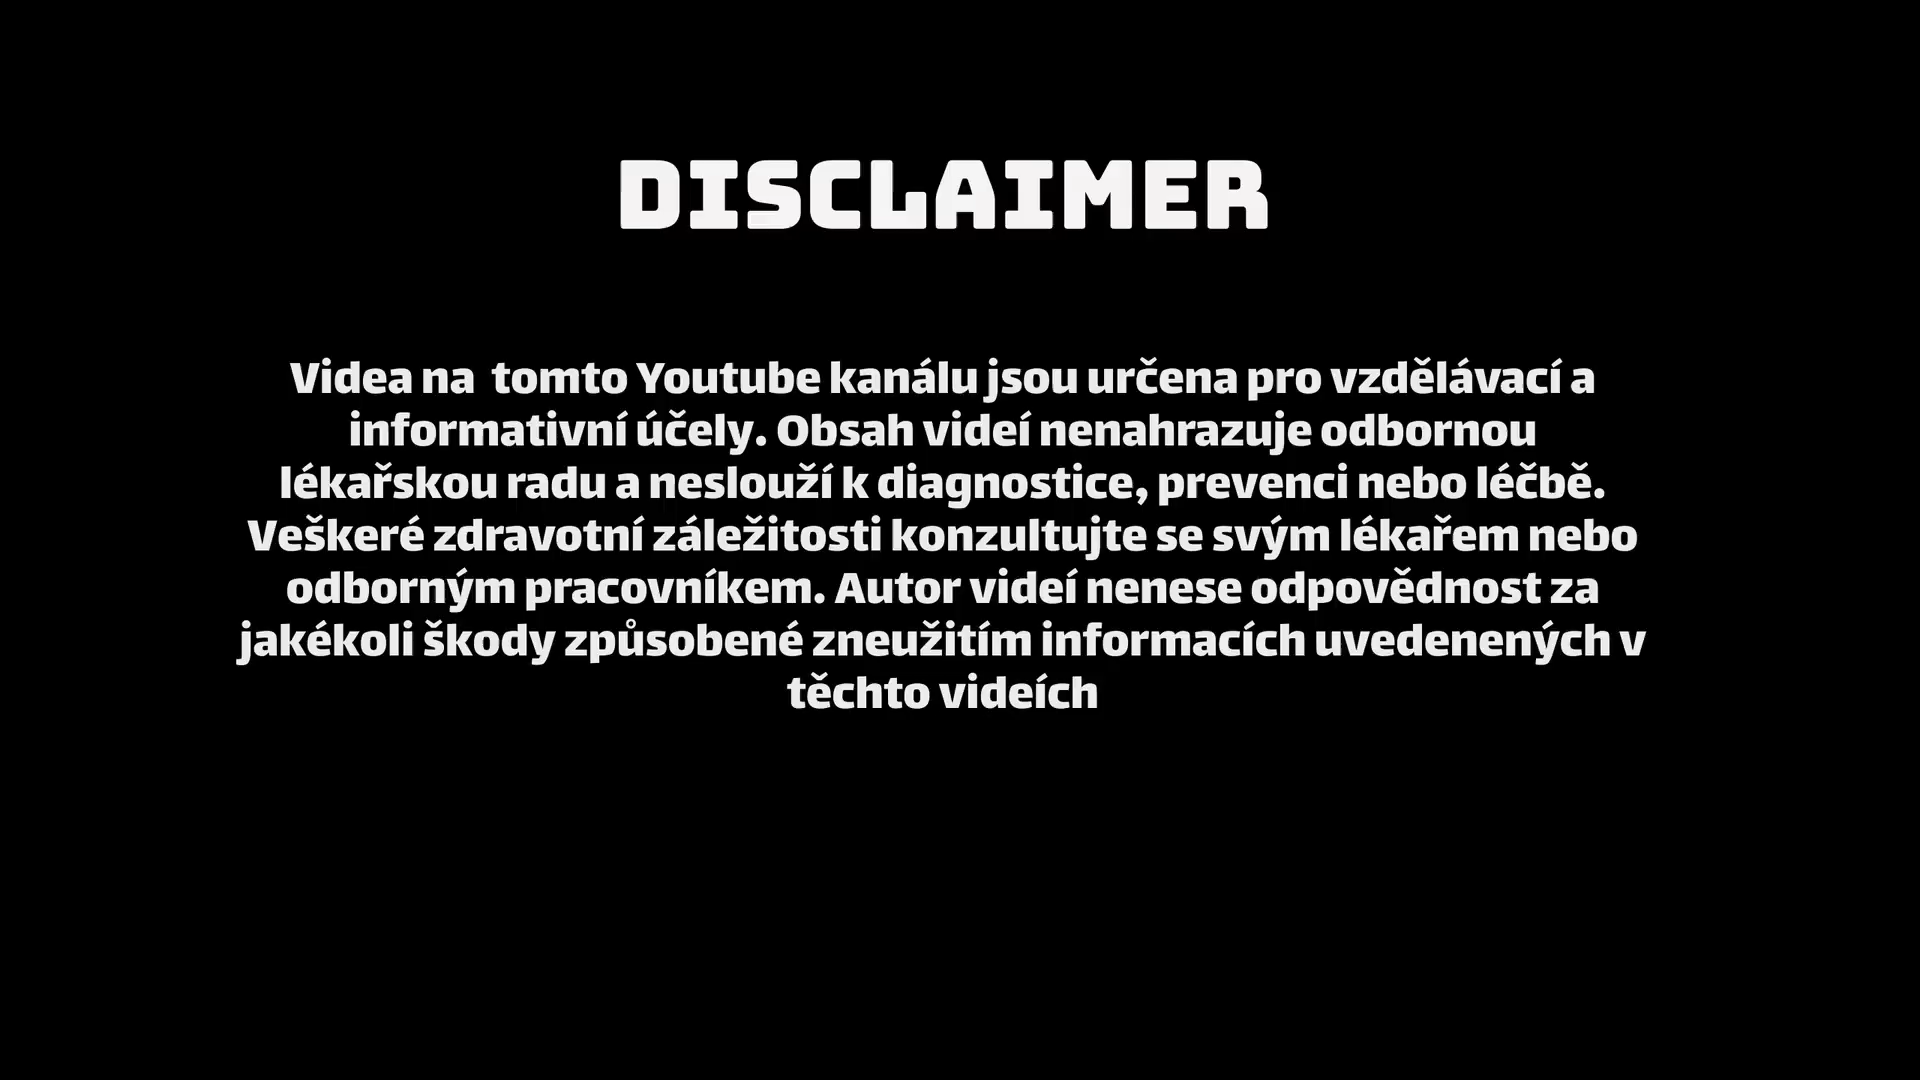 DISCLAIMER
Videa na  tomto Youtube kanálu jsou určena pro vzdělávací a
informativní účely. Obsah videí nenahrazuje odbornou
lékařskou radu a neslouží k diagnostice, prevenci nebo léčbě.
Veškeré zdravotní záležitosti konzultujte se svým lékařem nebo
odborným pracovníkem. Autor videí nenese odpovědnost za
jakékoli škody způsobené zneužitím informacích uvedenených v
těchto videích